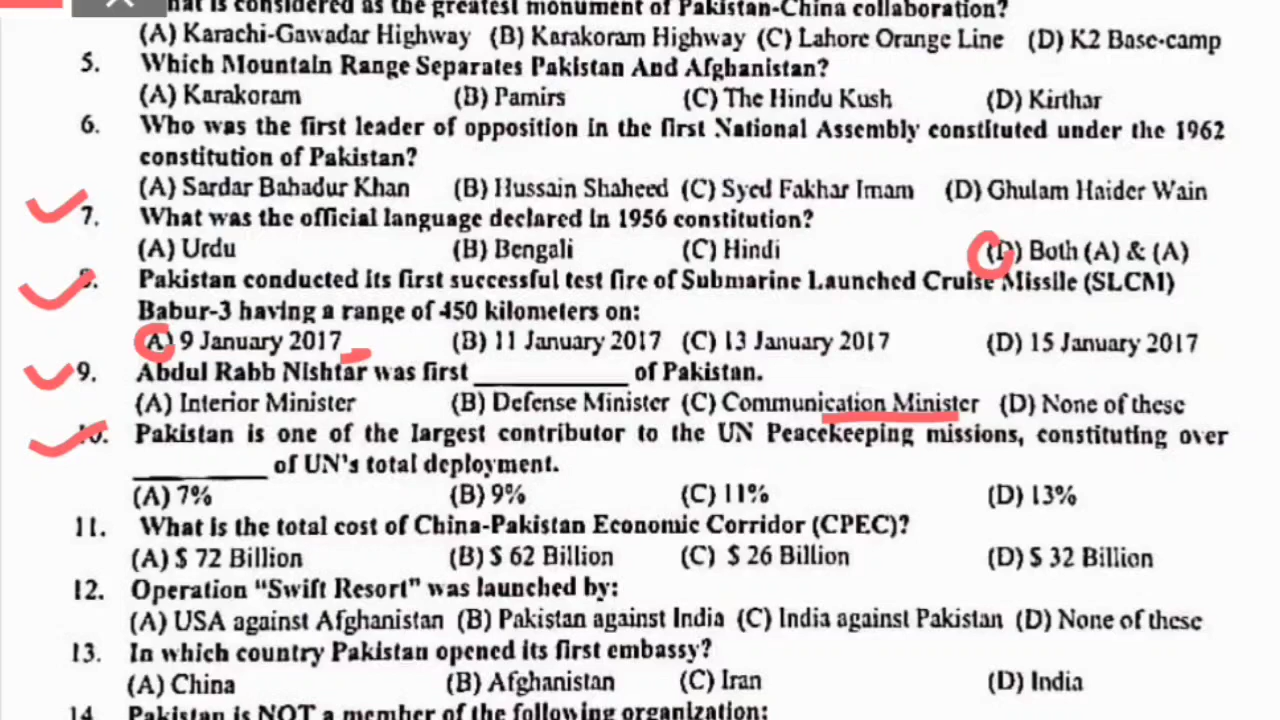 hat is considered as the greatest monument of Pakistan-China collaboration?
(A) Karachi-Gawadar Highway (B) Karakoram Highway (C) Lahore Orange Line (D) K2 Base-camp
5. Which Mountain Range Separates Pakistan And Afghanistan?
(A) Karakoram (B) Pamirs (C) The Hindu Kush (D) Kirthar
6. Who was the first leader of opposition in the first National Assembly constituted under the 1962
constitution of Pakistan?
(A) Sardar Bahadur Khan (B) Hussain Shaheed (C) Syed Fakhar Imam (D) Ghulam Haider Wain
7. What was the official language declared in 1956 constitution?
(A) Urdu (B) Bengali (C) Hindi (D) Both (A) & (A)
8. Pakistan conducted its first successful test fire of Submarine Launched Cruise Missile (SLCM)
Babur-3 having a range of 450 kilometers on:
(A) 9 January 2017 (B) 11 January 2017 (C) 13 January 2017 (D) 15 January 2017
9. Abdul Rabb Nishtar was first ____________ of Pakistan.
(A) Interior Minister (B) Defense Minister (C) Communication Minister (D) None of these
10. Pakistan is one of the largest contributor to the UN Peacekeeping missions, constituting over
__________ of UN's total deployment.
(A) 7% (B) 9% (C) 11% (D) 13%
11. What is the total cost of China-Pakistan Economic Corridor (CPEC)?
(A) $ 72 Billion (B) $ 62 Billion (C) $ 26 Billion (D) $ 32 Billion
12. Operation "Swift Resort" was launched by:
(A) USA against Afghanistan (B) Pakistan against India (C) India against Pakistan (D) None of these
13. In which country Pakistan opened its first embassy?
(A) China (B) Afghanistan (C) Iran (D) India
14. Pakistan is NOT a member of the following organization: